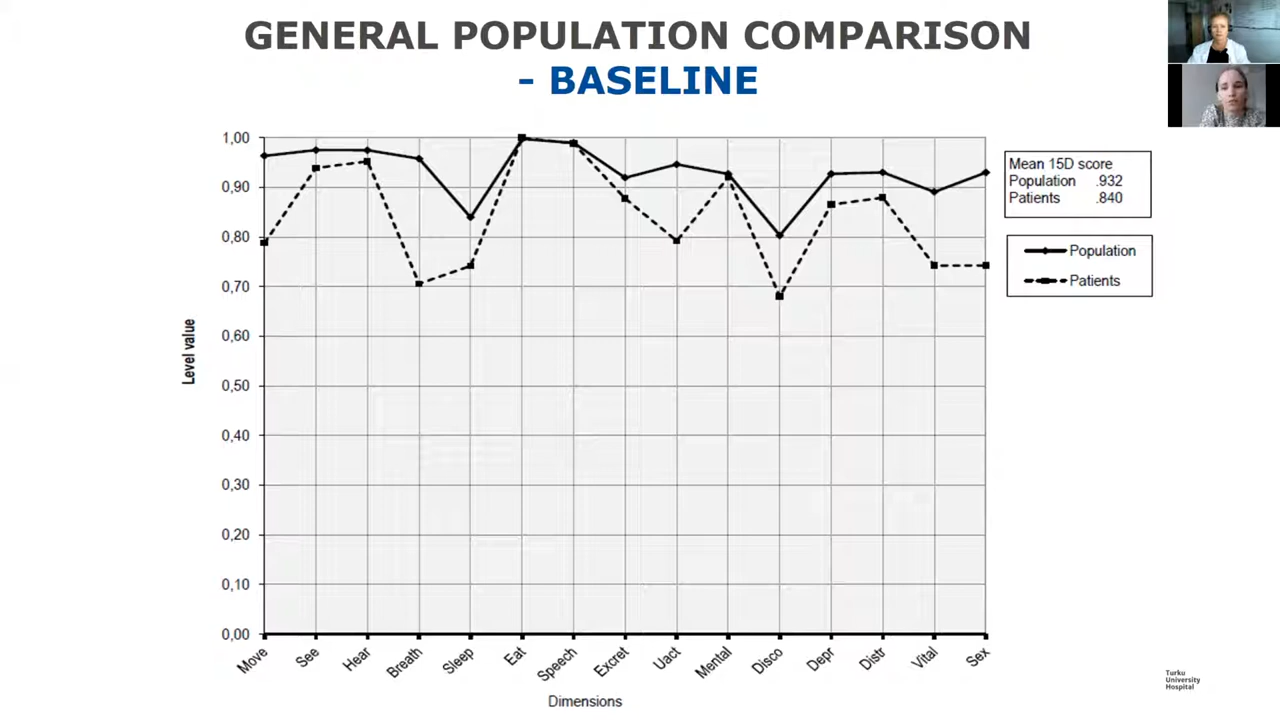 GENERAL POPULATION COMPARISON
- BASELINE
1,00
0,90
0,80
0,70
0,60
0,50
0,40
0,30
0,20
0,10
0,00
Level value
Move
See
Hear
Breath
Sleep
Eat
Speech
Excret
Uact
Mental
Disco
Depr
Distr
Vital
Sex
Dimensions
Mean 15D score
Population .932
Patients .840
Population
Patients
Turku
University
Hospital